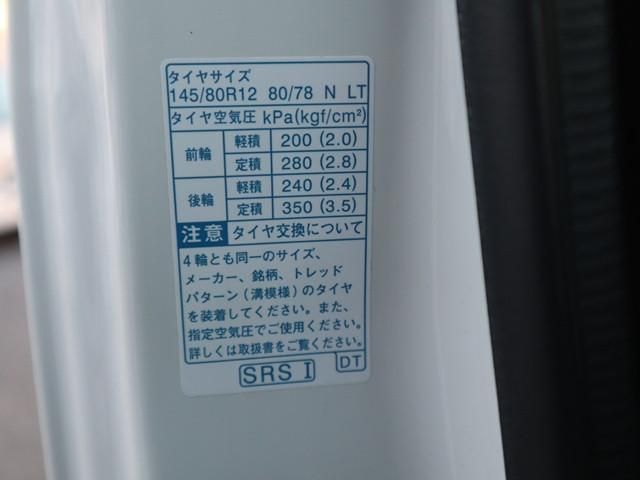 タイヤサイズ
145/80R12 80/78 N LT
タイヤ空気圧 kPa(kgf/cm²)
前輪 軽積 200 (2.0)
定積 280 (2.8)
後輪 軽積 240 (2.4)
定積 350 (3.5)
注意 タイヤ交換について
4輪とも同一のサイズ、
メーカー、銘柄、トレッド
パターン（溝模様）のタイヤ
を装着してください。また、
指定空気圧でご使用ください。
詳しくは取扱書をご覧ください。
SRS I DT